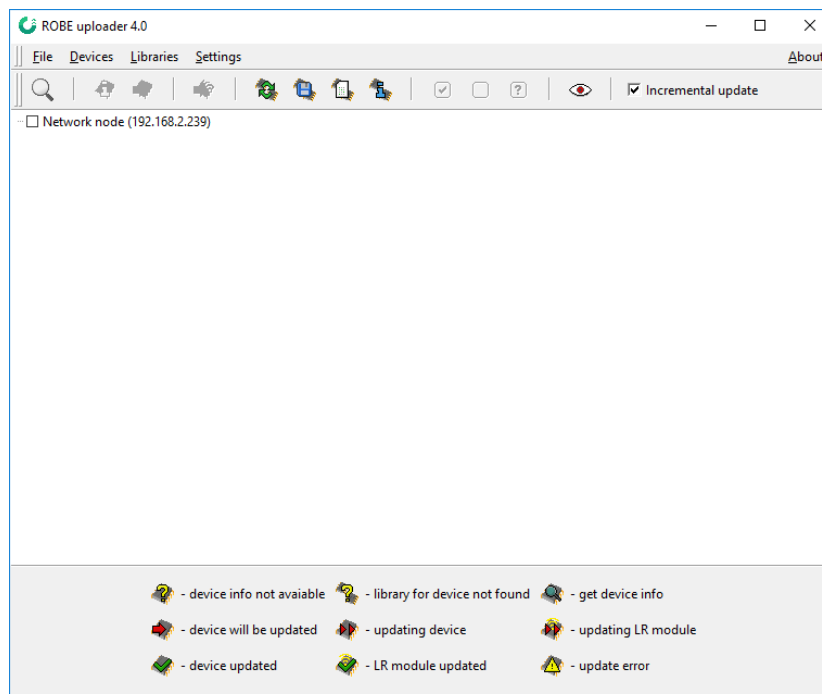 ROBE uploader 4.0
File Devices Libraries Settings About
Incremental update
Network node (192.168.2.239)
- device info not avaiable - library for device not found - get device info
- device will be updated - updating device - updating LR module
- device updated - LR module updated - update error